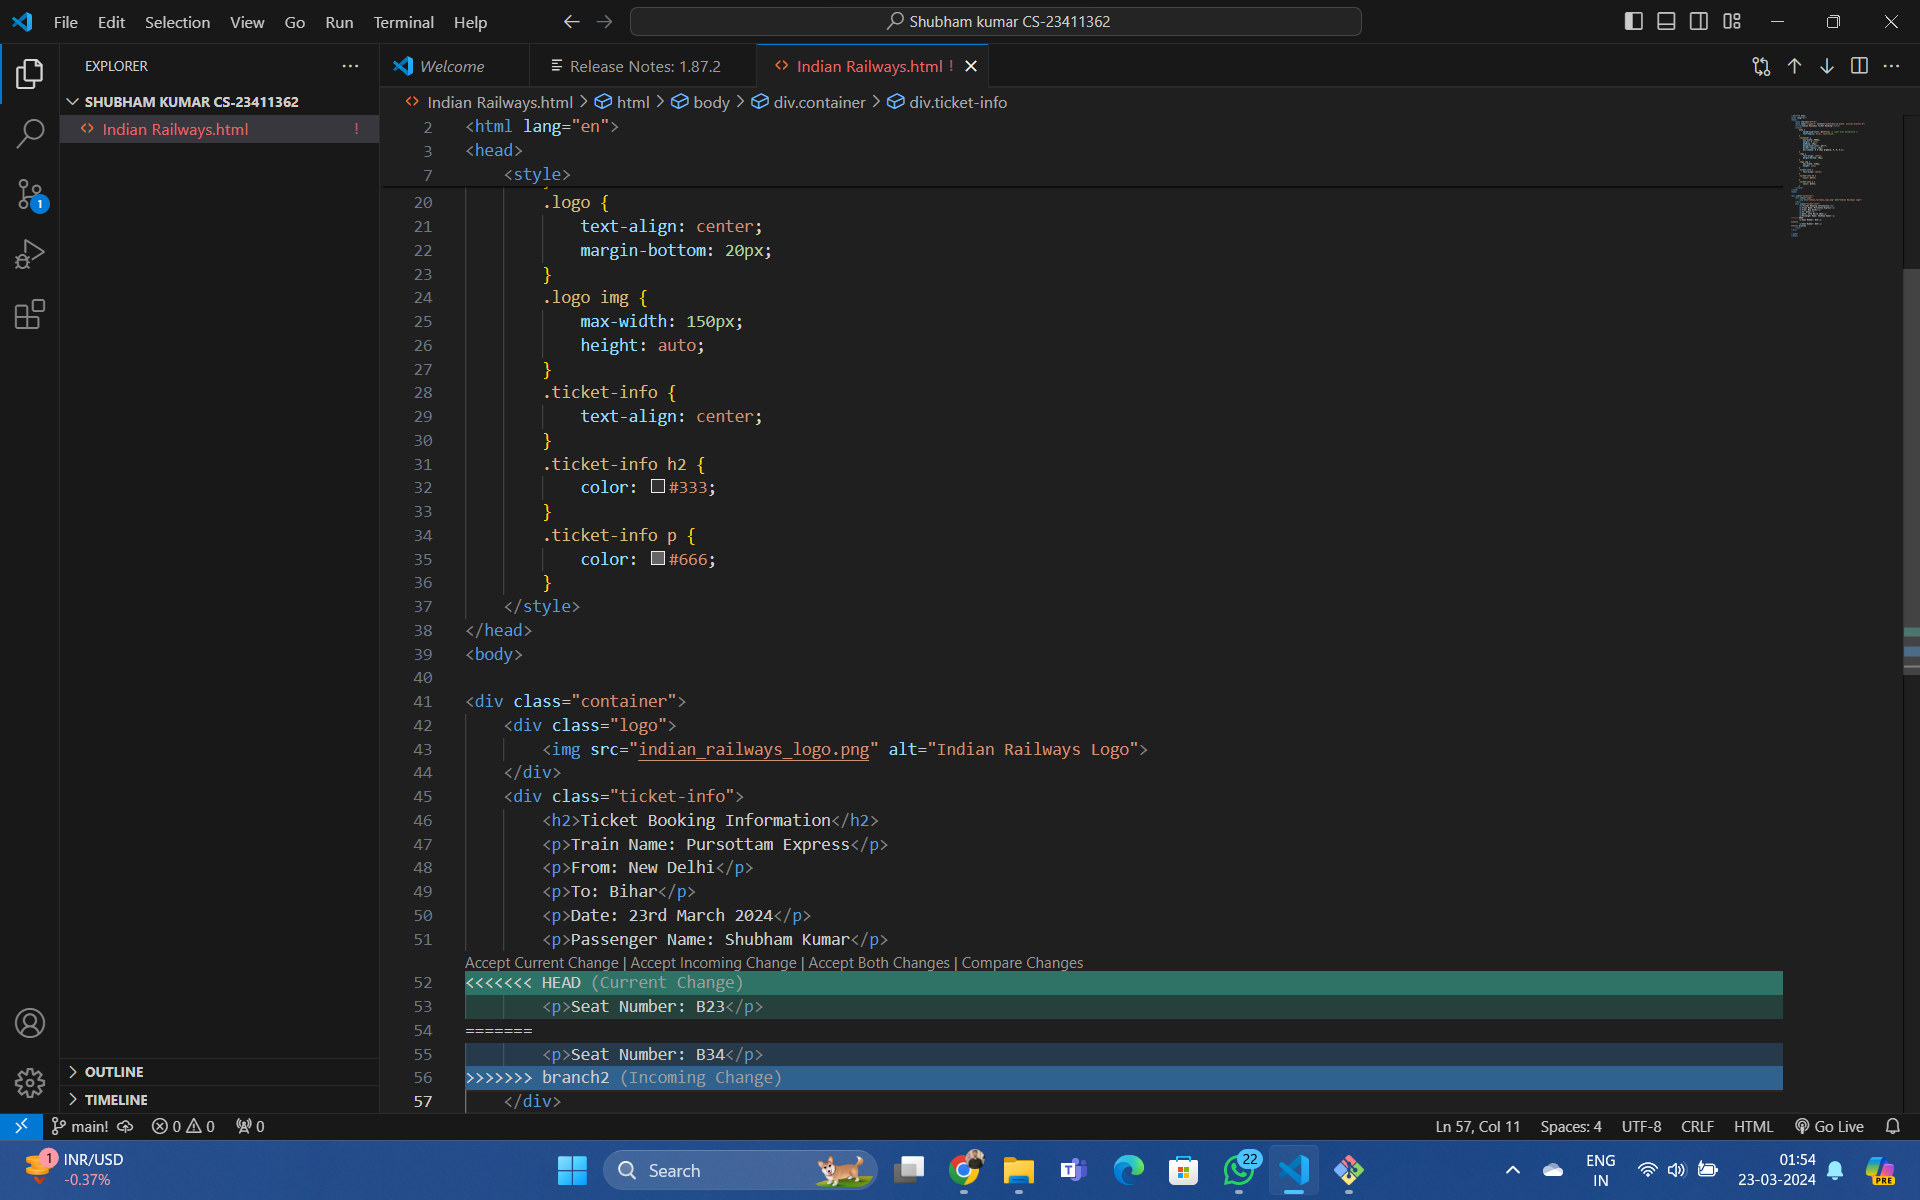 File Edit Selection View Go Run Terminal Help
Shubham kumar CS-23411362
EXPLORER
Welcome
Release Notes: 1.87.2
Indian Railways.html !
SHUBHAM KUMAR CS-23411362
Indian Railways.html !
Indian Railways.html > html > body > div.container > div.ticket-info
2 <html lang="en">
3 <head>
7 <style>
20 .logo {
21 text-align: center;
22 margin-bottom: 20px;
23 }
24 .logo img {
25 max-width: 150px;
26 height: auto;
27 }
28 .ticket-info {
29 text-align: center;
30 }
31 .ticket-info h2 {
32 color: #333;
33 }
34 .ticket-info p {
35 color: #666;
36 }
37 </style>
38 </head>
39 <body>
40
41 <div class="container">
42 <div class="logo">
43 <img src="indian_railways_logo.png" alt="Indian Railways Logo">
44 </div>
45 <div class="ticket-info">
46 <h2>Ticket Booking Information</h2>
47 <p>Train Name: Pursottam Express</p>
48 <p>From: New Delhi</p>
49 <p>To: Bihar</p>
50 <p>Date: 23rd March 2024</p>
51 <p>Passenger Name: Shubham Kumar</p>
Accept Current Change | Accept Incoming Change | Accept Both Changes | Compare Changes
52 <<<<<<< HEAD (Current Change)
53 <p>Seat Number: B23</p>
54 =======
55 <p>Seat Number: B34</p>
56 >>>>>>> branch2 (Incoming Change)
57 </div>
1
OUTLINE
TIMELINE
main! 0 0 0
Ln 57, Col 11 Spaces: 4 UTF-8 CRLF HTML Go Live
1 INR/USD
-0.37%
Search
22
PRE
ENG
IN
01:54
23-03-2024